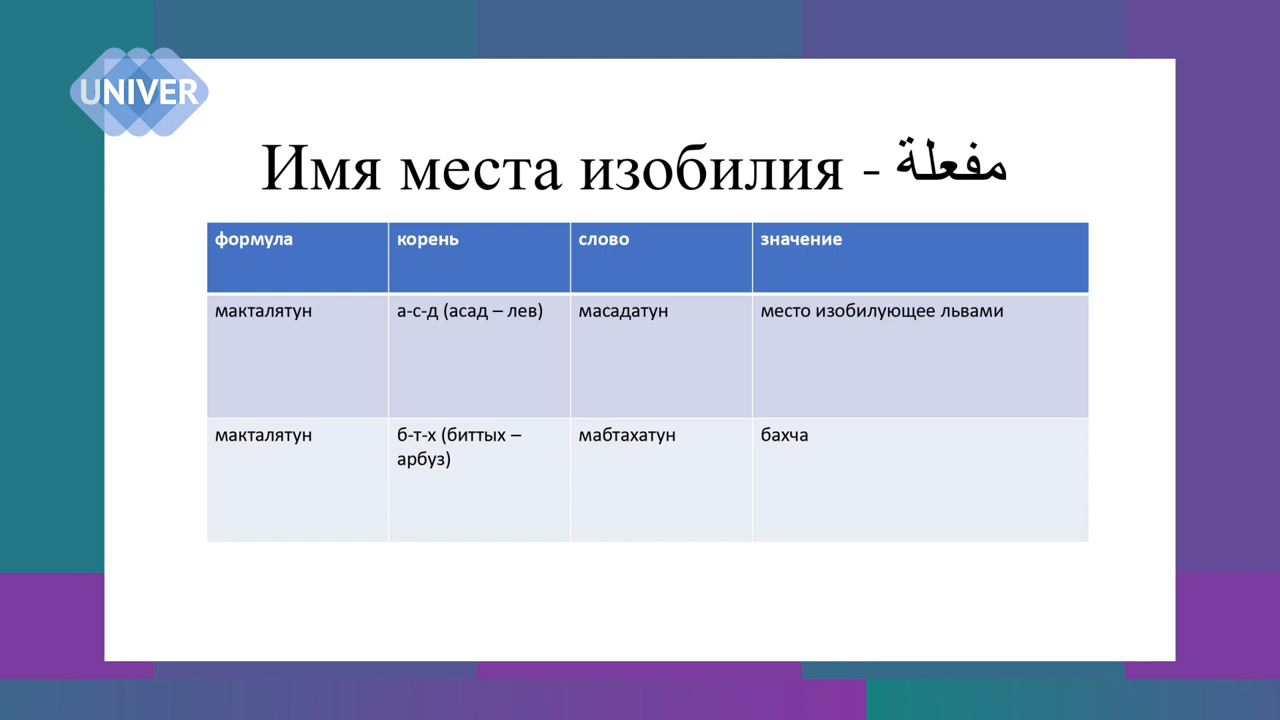 UNIVER
Имя места изобилия - مفعلة
формула корень слово значение
макталятун а-с-д (асад – лев) масадатун место изобилующее львами
макталятун б-т-х (биттых – мабтахатун бахча
арбуз)